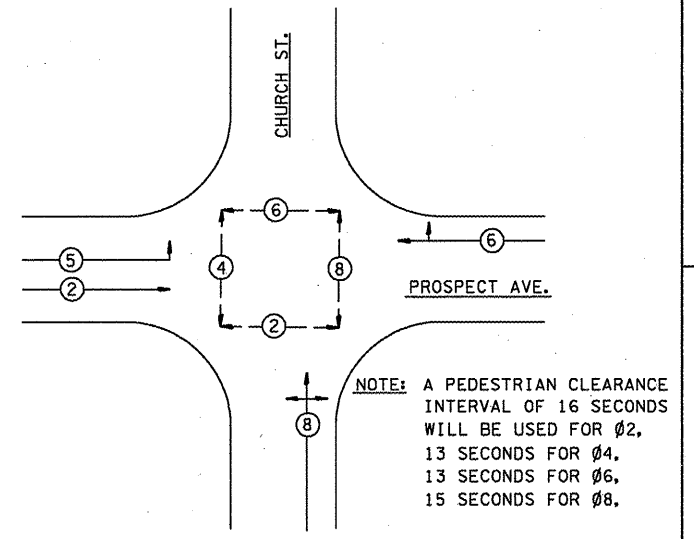 CHURCH ST.
6
5
6
4
8
2
PROSPECT AVE.
2
8
NOTE: A PEDESTRIAN CLEARANCE
INTERVAL OF 16 SECONDS
WILL BE USED FOR Ø2,
13 SECONDS FOR Ø4,
13 SECONDS FOR Ø6,
15 SECONDS FOR Ø8,